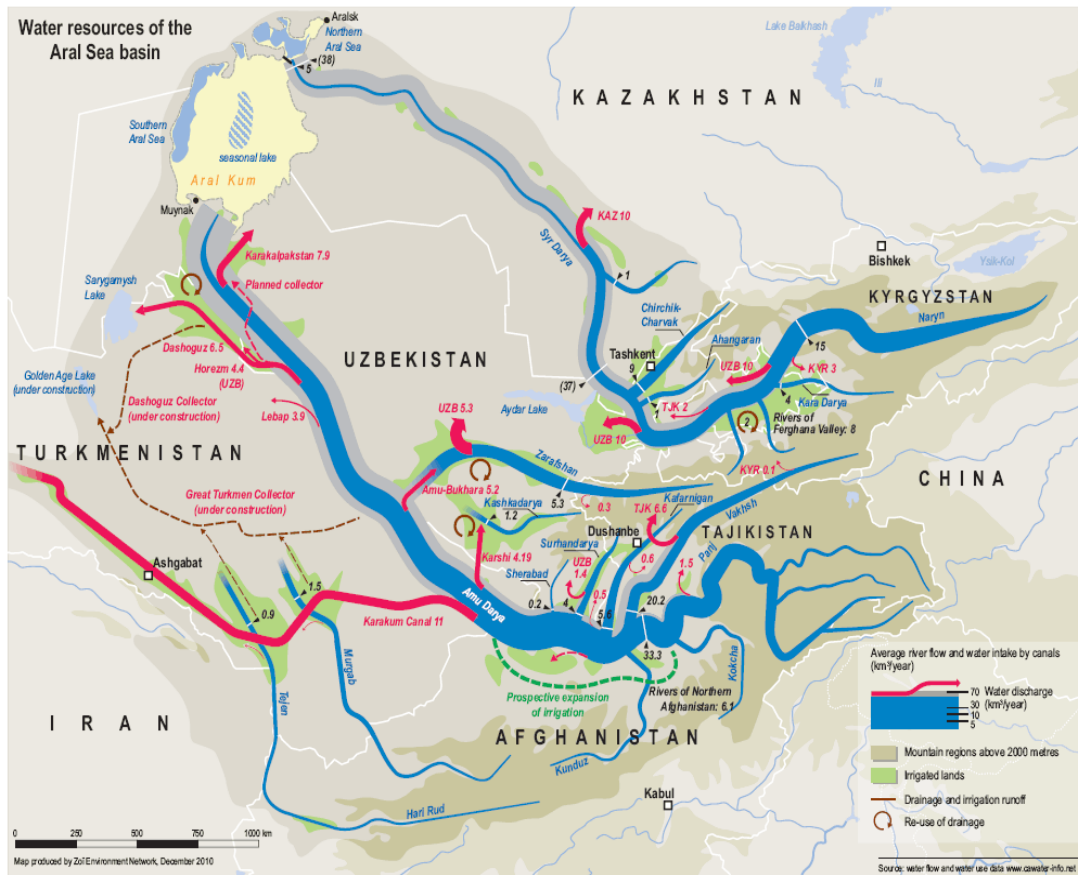 Water resources of the
Aral Sea basin
Aralsk
Northern
Aral Sea
5
(38)
Lake Balkhash
Ili
KAZAKHSTAN
Southern
Aral Sea
seasonal lake
Aral Kum
Muynak
KAZ 10
Syr Darya
1
Bishkek
Ysik-Kol
Karakalpakstan 7.9
Planned collector
Sarygamysh
Lake
KYRGYZSTAN
Naryn
Chirchik-
Charvak
Ahangaran
Tashkent
15
UZB 10
KYR 3
9
(37)
TJK 2
1
4
Kara Darya
Rivers of
Ferghana Valley: 8
2
UZBEKISTAN
Dashoguz 6.5
Horezm 4.4
(UZB)
Golden Age Lake
(under construction)
Dashoguz Collector
(under construction)
Lebap 3.9
Aydar Lake
UZB 10
UZB 5.3
KYR 0.1
TURKMENISTAN
CHINA
Zarafshan
Great Turkmen Collector
(under construction)
Amu-Bukhara 5.2
5.3
0.3
Kafarnigan
Vakhsh
Kashkadarya
1.2
TJK 6.6
Dushanbe
TAJIKISTAN
Panj
Surhandarya
Karshi 4.19
Sherabad
UZB
1.4
0.6
1.5
0.5
Ashgabat
0.9
1.5
Amu Darya
0.2
4
5.6
20.2
33.3
Karakum Canal 11
Murgab
Tejen
Kokcha
Prospective expansion
of irrigation
Rivers of Northern
Afghanistan: 6.1
IRAN
AFGHANISTAN
Kunduz
Hari Rud
Kabul
Average river flow and water intake by canals
(km³/year)
70 Water discharge
30 (km³/year)
10
5
Mountain regions above 2000 metres
Irrigated lands
Drainage and irrigation runoff
Re-use of drainage
0 250 500 750 1000 km
Map produced by Zoï Environment Network, December 2010
Source: water flow and water use data www.cawater-info.net